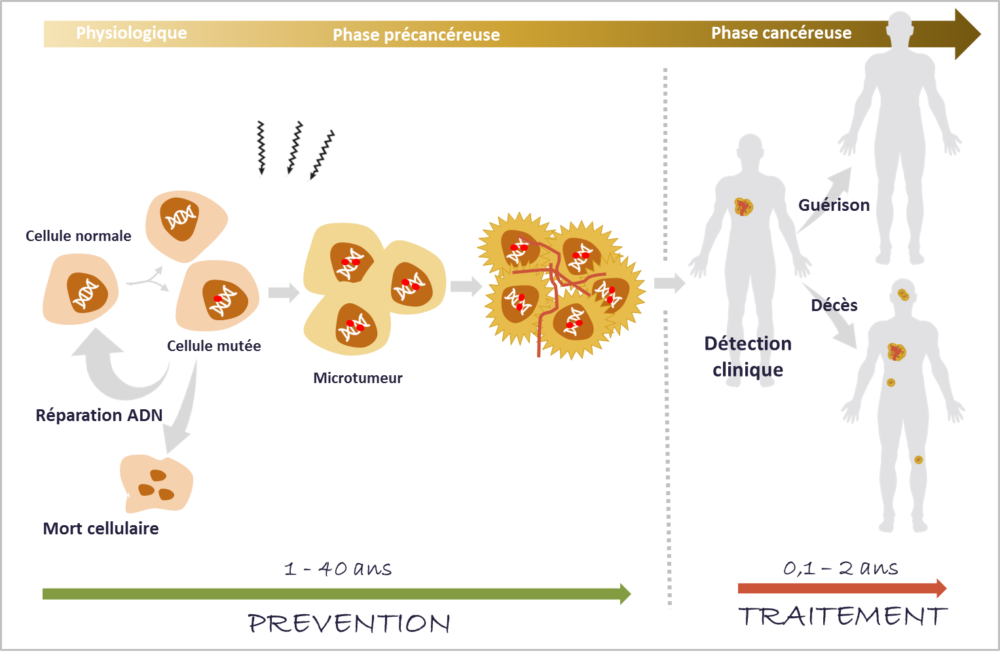 Physiologique
Phase précancéreuse
Phase cancéreuse
Cellule normale
Cellule mutée
Réparation ADN
Mort cellulaire
Microtumeur
Détection
clinique
Guérison
Décès
1 - 40 ans
PREVENTION
0,1 – 2 ans
TRAITEMENT